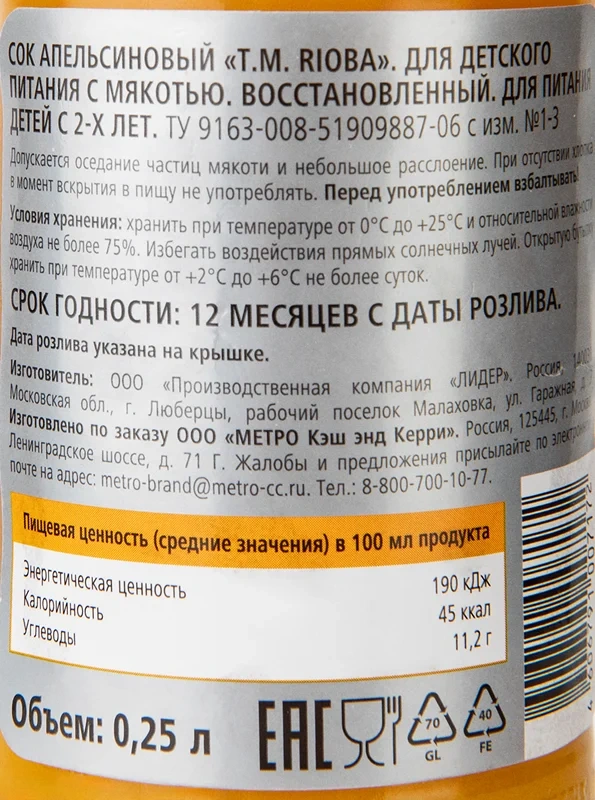 СОК АПЕЛЬСИНОВЫЙ «Т.М. RIOBA». ДЛЯ ДЕТСКОГО
ПИТАНИЯ С МЯКОТЬЮ. ВОССТАНОВЛЕННЫЙ. ДЛЯ ПИТАНИЯ
ДЕТЕЙ С 2-Х ЛЕТ. ТУ 9163-008-51909887-06 с изм. №1-3
Допускается оседание частиц мякоти и небольшое расслоение. При отсутствии хлопка
в момент вскрытия в пищу не употреблять. Перед употреблением взбалтывать!
Условия хранения: хранить при температуре от 0°С до +25°С и относительной влажности
воздуха не более 75%. Избегать воздействия прямых солнечных лучей. Открытую бутылку
хранить при температуре от +2°С до +6°С не более суток.
СРОК ГОДНОСТИ: 12 МЕСЯЦЕВ С ДАТЫ РОЗЛИВА.
Дата розлива указана на крышке.
Изготовитель: ООО «Производственная компания «ЛИДЕР». Россия,
Московская обл., г. Люберцы, рабочий поселок Малаховка, ул. Гаражная,
Изготовлено по заказу ООО «МЕТРО Кэш энд Керри». Россия, 125445, г.
Ленинградское шоссе, д. 71 Г. Жалобы и предложения присылайте по электронной
почте на адрес: metro-brand@metro-cc.ru. Тел.: 8-800-700-10-77.
Пищевая ценность (средние значения) в 100 мл продукта
Энергетическая ценность 190 кДж
Калорийность 45 ккал
Углеводы 11,2 г
Объем: 0,25 л
EAC
70
GL
40
FE